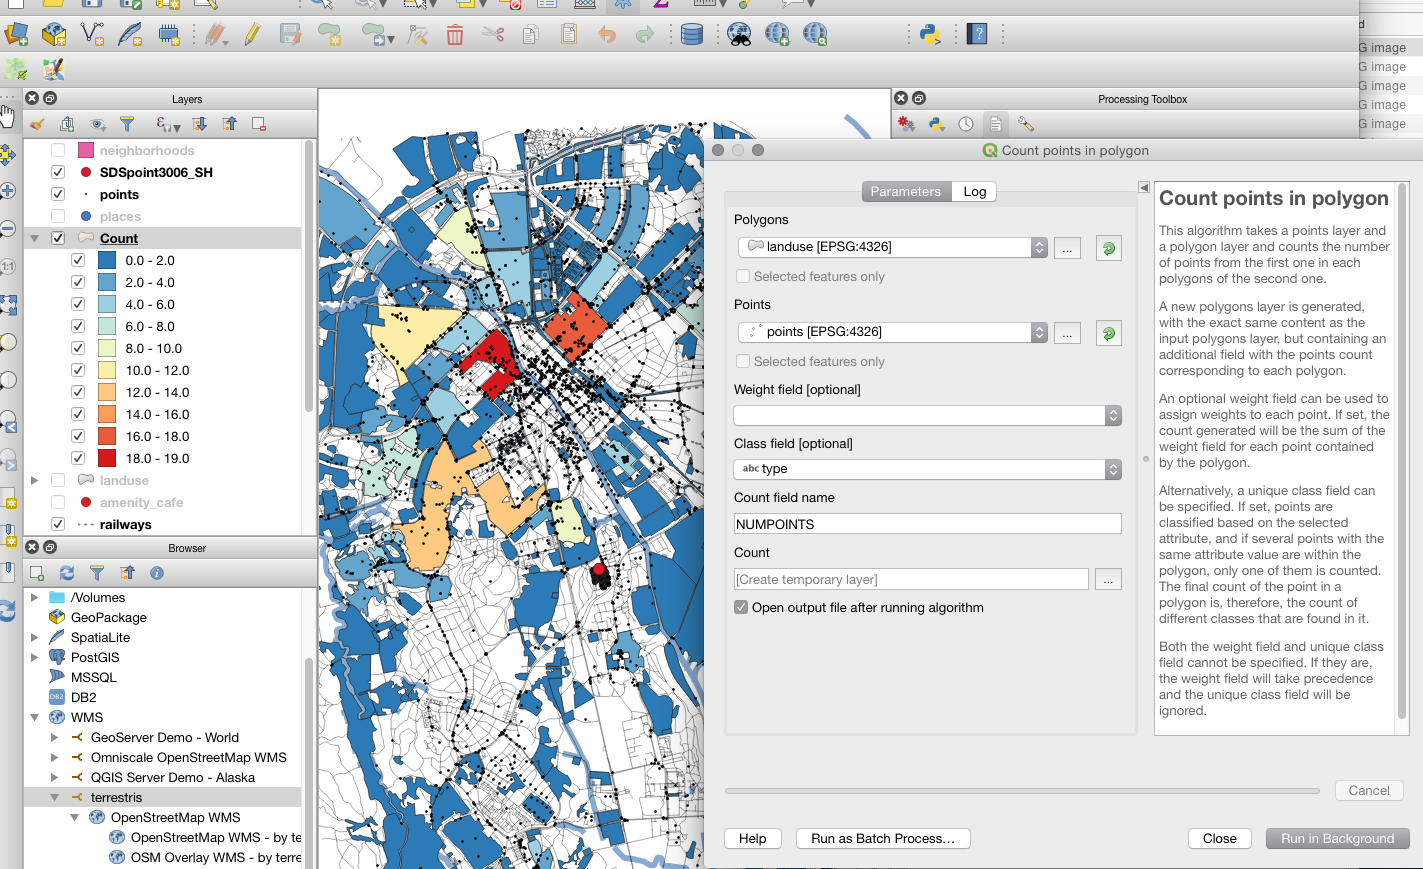 d
G image
G image
G image
G image
G image
Layers
neighborhoods
SDSpoint3006_SH
points
places
Count
0.0 - 2.0
2.0 - 4.0
4.0 - 6.0
6.0 - 8.0
8.0 - 10.0
10.0 - 12.0
12.0 - 14.0
14.0 - 16.0
16.0 - 18.0
18.0 - 19.0
landuse
amenity_cafe
railways
Browser
/Volumes
GeoPackage
SpatiaLite
PostGIS
MSSQL
DB2
DB2
WMS
GeoServer Demo - World
Omniscale OpenStreetMap WMS
QGIS Server Demo - Alaska
terrestris
OpenStreetMap WMS
OpenStreetMap WMS - by te
OSM Overlay WMS - by terre
Processing Toolbox
Count points in polygon
Parameters
Log
Polygons
landuse [EPSG:4326]
...
Selected features only
Points
points [EPSG:4326]
...
Selected features only
Weight field [optional]
Class field [optional]
abc type
Count field name
NUMPOINTS
Count
[Create temporary layer]
...
Open output file after running algorithm
Count points in polygon
This algorithm takes a points layer and
a polygon layer and counts the number
of points from the first one in each
polygons of the second one.
A new polygons layer is generated,
with the exact same content as the
input polygons layer, but containing an
additional field with the points count
corresponding to each polygon.
An optional weight field can be used to
assign weights to each point. If set, the
count generated will be the sum of the
weight field for each point contained
by the polygon.
Alternatively, a unique class field can
be specified. If set, points are
classified based on the selected
attribute, and if several points with the
same attribute value are within the
polygon, only one of them is counted.
The final count of the point in a
polygon is, therefore, the count of
different classes that are found in it.
Both the weight field and unique class
field cannot be specified. If they are,
the weight field will take precedence
and the unique class field will be
ignored.
Cancel
Help
Run as Batch Process...
Close
Run in Background